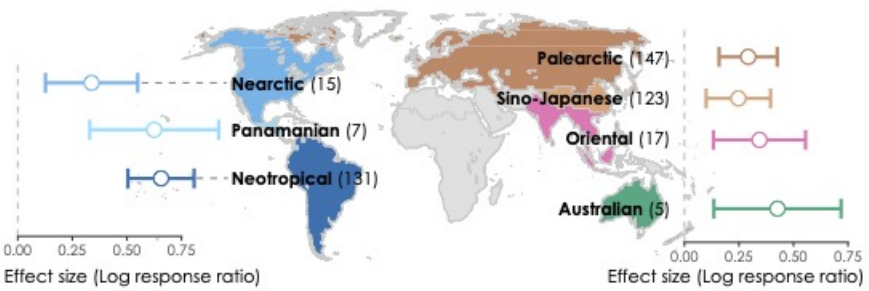 Nearctic (15)
Panamanian (7)
Neotropical (131)
0.00 0.25 0.50 0.75
Effect size (Log response ratio)
Palearctic (147)
Sino-Japanese (123)
Oriental (17)
Australian (5)
0.00 0.25 0.50 0.75
Effect size (Log response ratio)